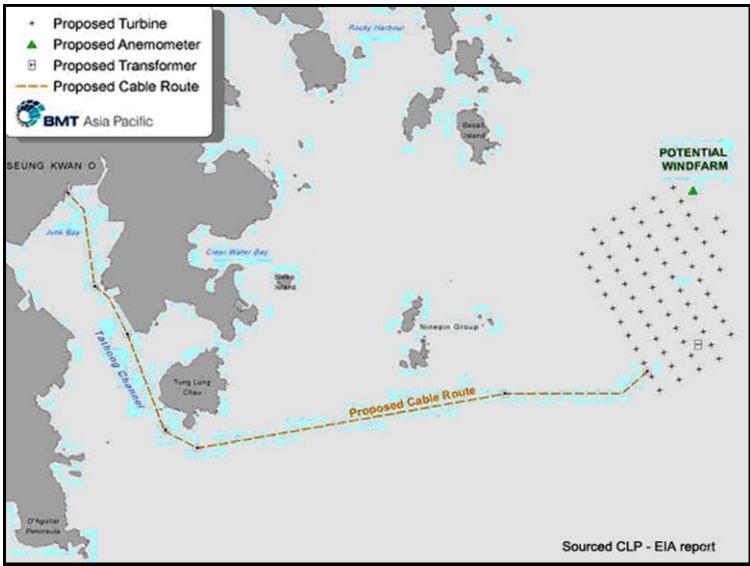 Proposed Turbine
Proposed Anemometer
Proposed Transformer
Proposed Cable Route
BMT Asia Pacific
Rocky Harbour
Basalt
Island
SEUNG KWAN O
POTENTIAL
WINDFARM
Junk Bay
Clear Water Bay
Island
Ninepin Group
Tathong Channel
Tung Long
Chau
Proposed Cable Route
D'Aguilar
Peninsula
Sourced CLP - EIA report